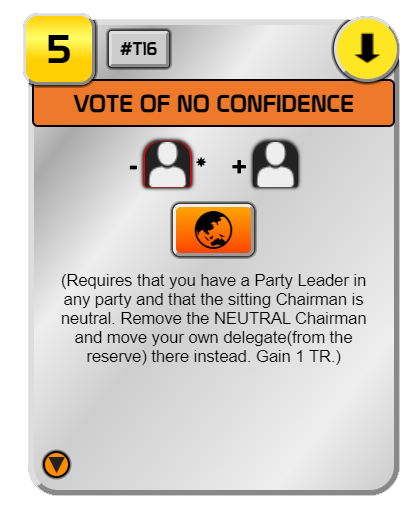 5
#T16
VOTE OF NO CONFIDENCE
- * +
(Requires that you have a Party Leader in
any party and that the sitting Chairman is
neutral. Remove the NEUTRAL Chairman
and move your own delegate(from the
reserve) there instead. Gain 1 TR.)